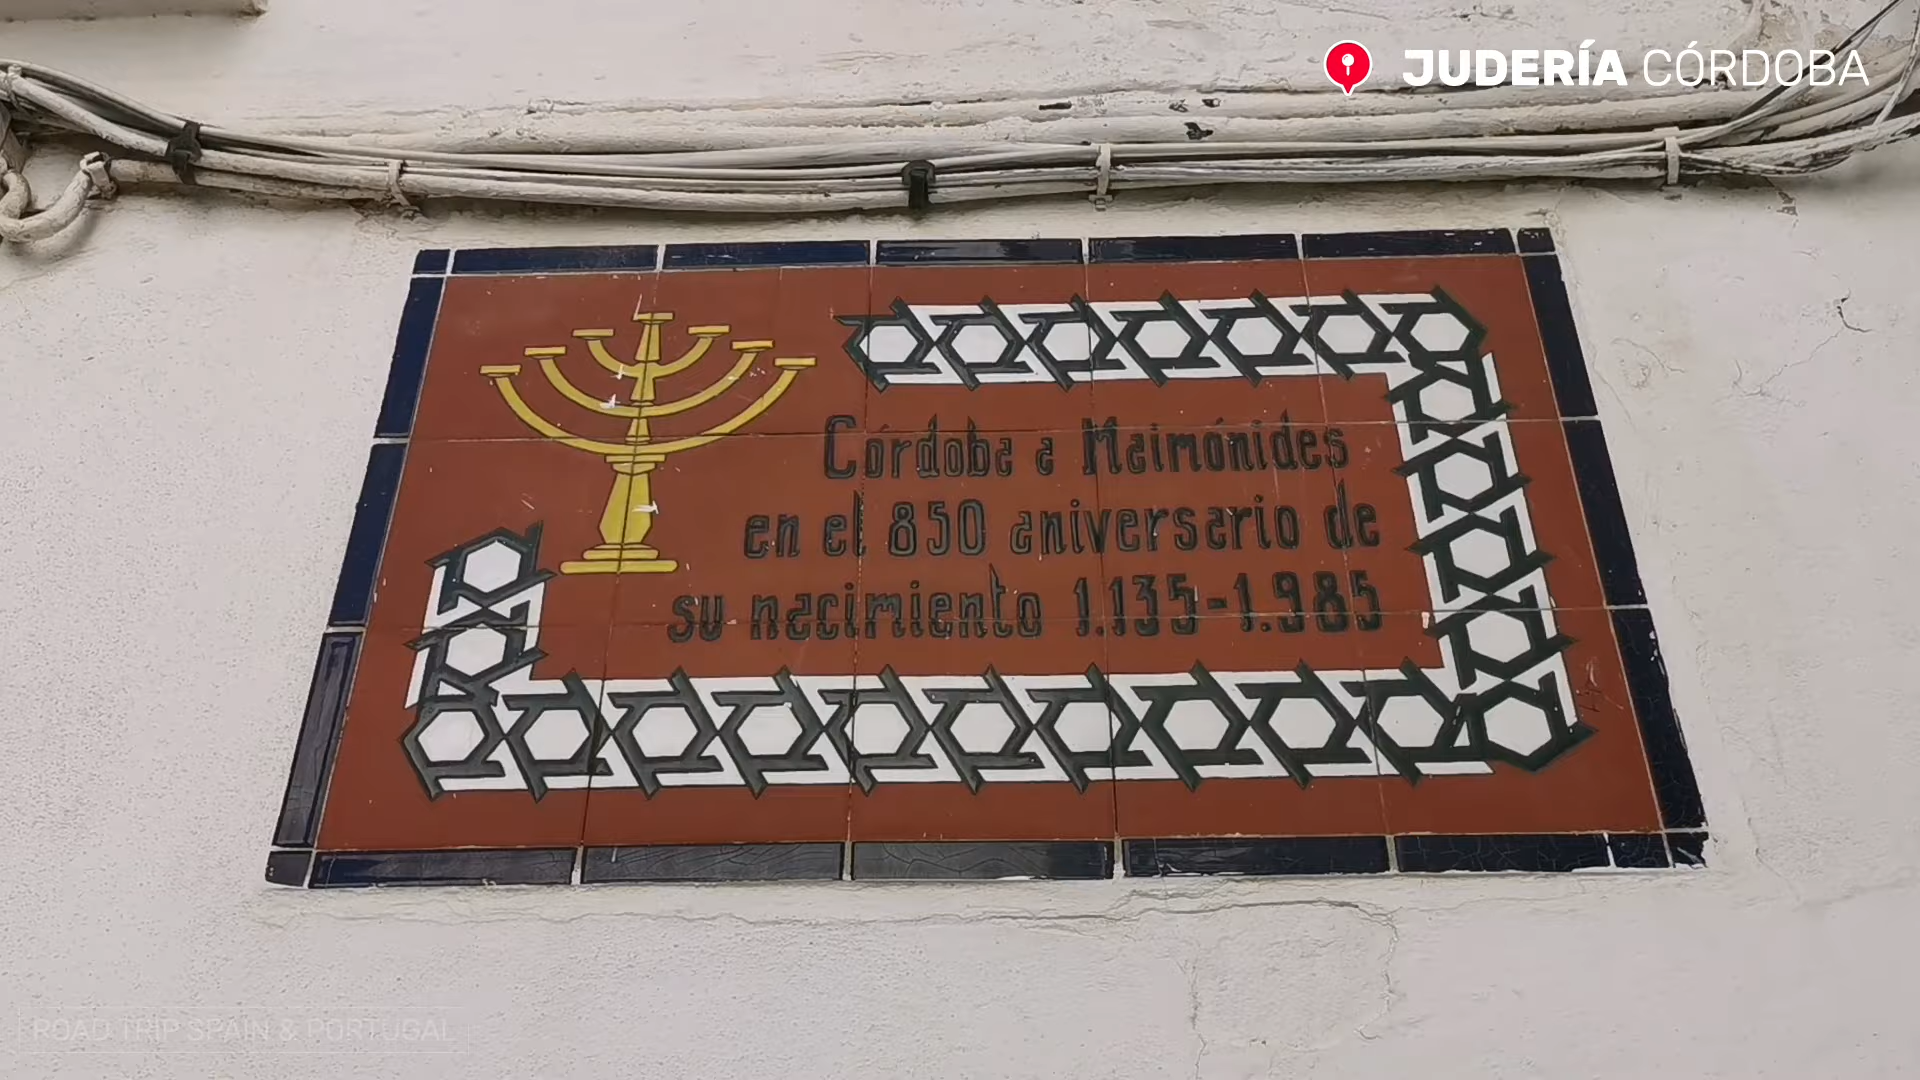 JUDERÍA CÓRDOBA
Córdoba a Maimónides
en el 850 aniversario de
su nacimiento 1.135-1.985
ROAD TRIP SPAIN & PORTUGAL